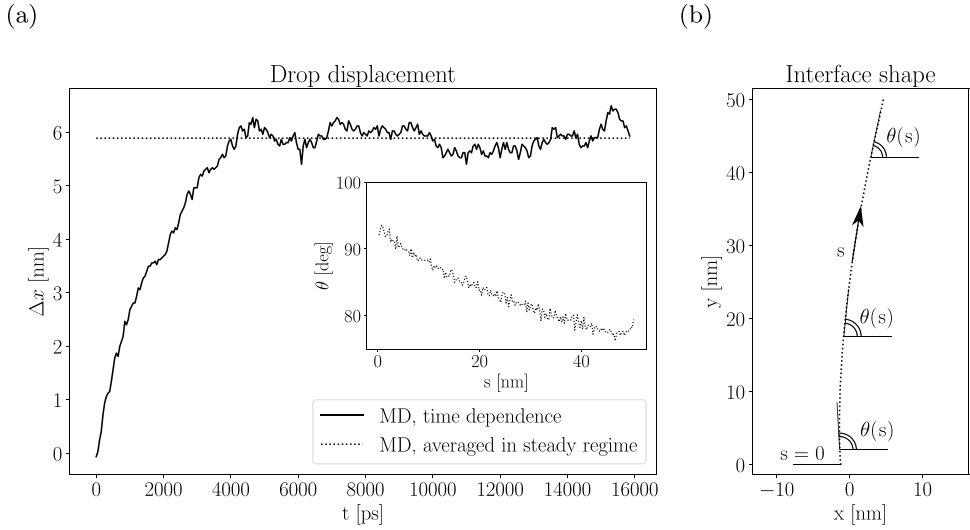 (a)
Drop displacement
6
5
4
3
2
1
0
Δx [nm]
0
2000
4000
6000
8000
10000
12000
14000
16000
t [ps]
100
90
80
θ [deg]
0
20
40
s [nm]
MD, time dependence
MD, averaged in steady regime
(b)
Interface shape
50
40
30
20
10
0
y [nm]
θ(s)
s
θ(s)
θ(s)
s = 0
−10
0
10
x [nm]